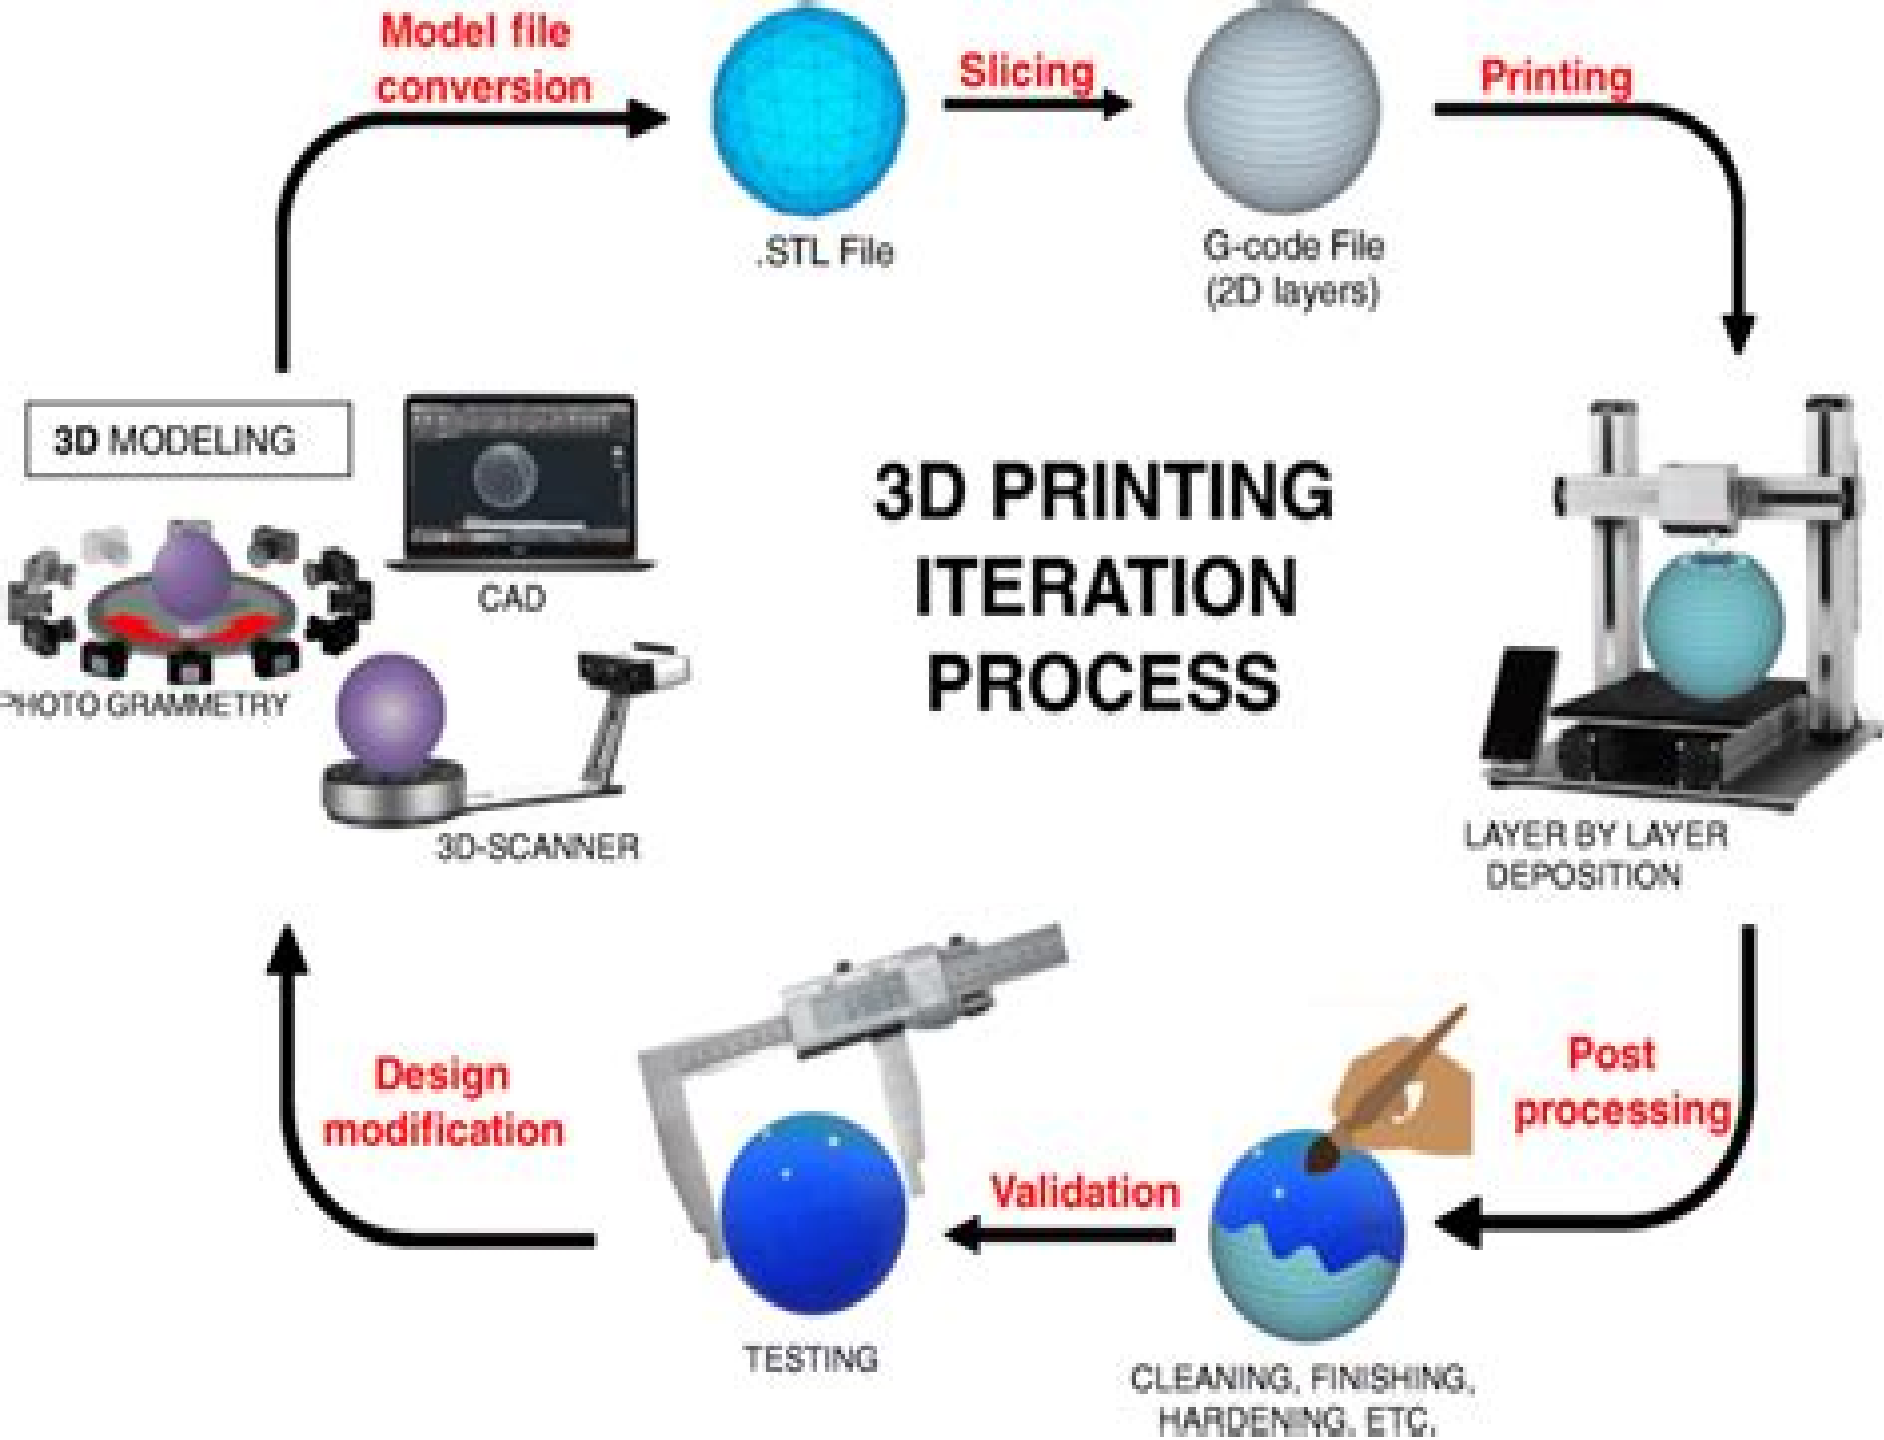 Model file
conversion
Slicing
Printing
.STL File
G-code File
(2D layers)
3D MODELING
CAD
PHOTO GRAMMETRY
3D-SCANNER
3D PRINTING
ITERATION
PROCESS
LAYER BY LAYER
DEPOSITION
Post
processing
Design
modification
Validation
TESTING
CLEANING, FINISHING,
HARDENING, ETC.